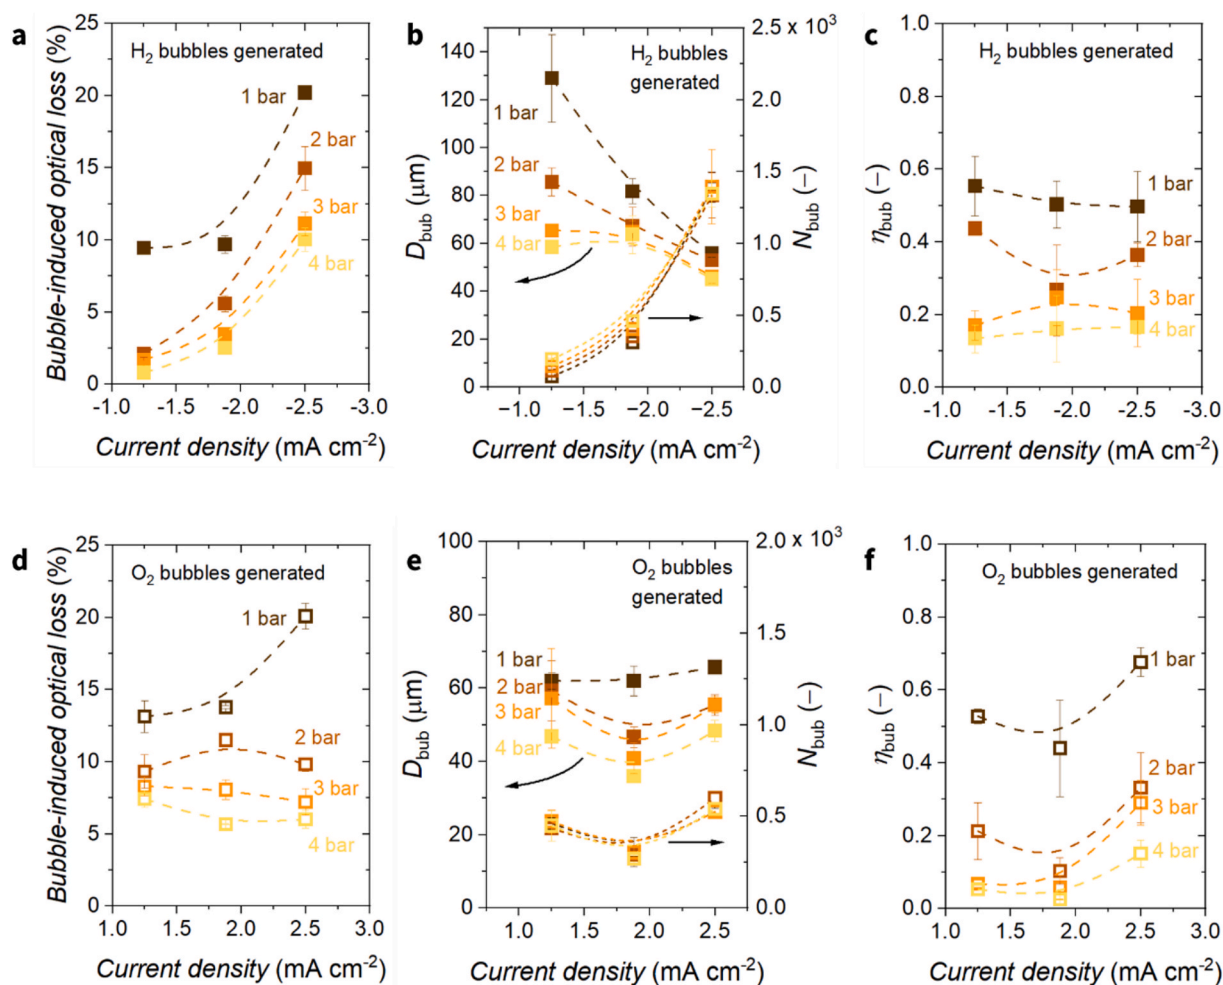 a
Bubble-induced optical loss (%)
25
20
15
10
5
0
H₂ bubbles generated
1 bar
2 bar
3 bar
4 bar
-1.0 -1.5 -2.0 -2.5 -3.0
Current density (mA cm⁻²)
b
D_bub (μm)
140
120
100
80
60
40
20
0
H₂ bubbles
generated
1 bar
2 bar
3 bar
4 bar
2.5 x 10³
2.0
1.5
1.0
0.5
0.0
N_bub (–)
−1.0 −1.5 −2.0 −2.5
Current density (mA cm⁻²)
c
η_bub (–)
1.0
0.8
0.6
0.4
0.2
0.0
H₂ bubbles generated
1 bar
2 bar
3 bar
4 bar
-1.0 -1.5 -2.0 -2.5 -3.0
Current density (mA cm⁻²)
d
Bubble-induced optical loss (%)
25
20
15
10
5
0
O₂ bubbles generated
1 bar
2 bar
3 bar
4 bar
1.0 1.5 2.0 2.5 3.0
Current density (mA cm⁻²)
e
D_bub (μm)
100
80
60
40
20
0
O₂ bubbles
generated
1 bar
2 bar
3 bar
4 bar
2.0 x 10³
1.5
1.0
0.5
0.0
N_bub (–)
1.0 1.5 2.0 2.5
Current density (mA cm⁻²)
f
η_bub (–)
1.0
0.8
0.6
0.4
0.2
0.0
O₂ bubbles generated
1 bar
2 bar
3 bar
4 bar
1.0 1.5 2.0 2.5 3.0
Current density (mA cm⁻²)